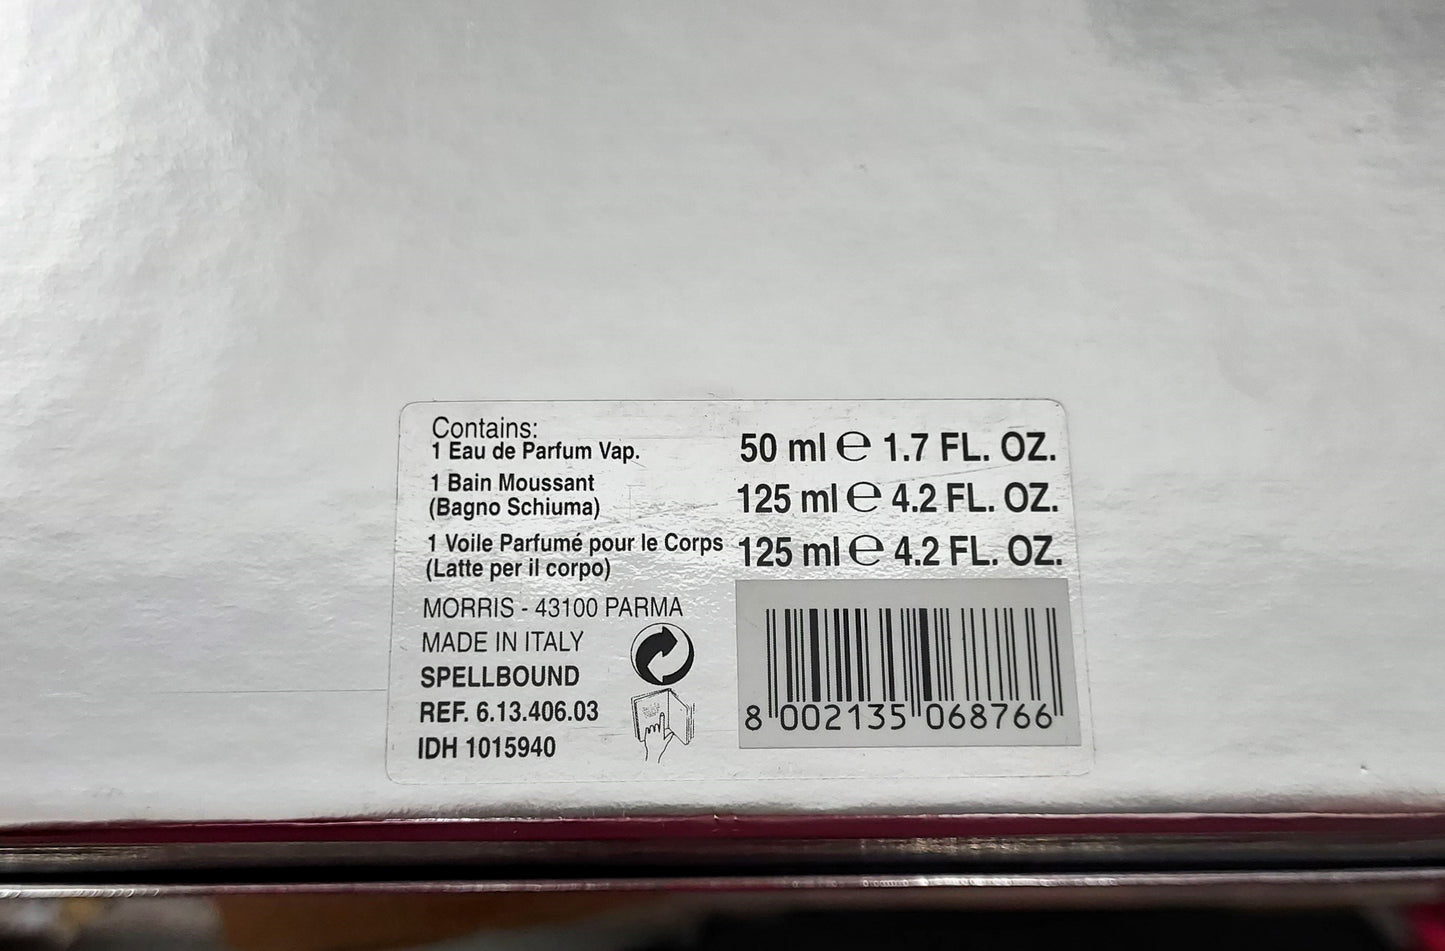 Contains:
1 Eau de Parfum Vap. 50 ml ℮ 1.7 FL. OZ.
1 Bain Moussant
(Bagno Schiuma) 125 ml ℮ 4.2 FL. OZ.
1 Voile Parfumé pour le Corps 125 ml ℮ 4.2 FL. OZ.
(Latte per il corpo)
MORRIS - 43100 PARMA
MADE IN ITALY
SPELLBOUND
REF. 6.13.406.03
IDH 1015940
8 002135 068766